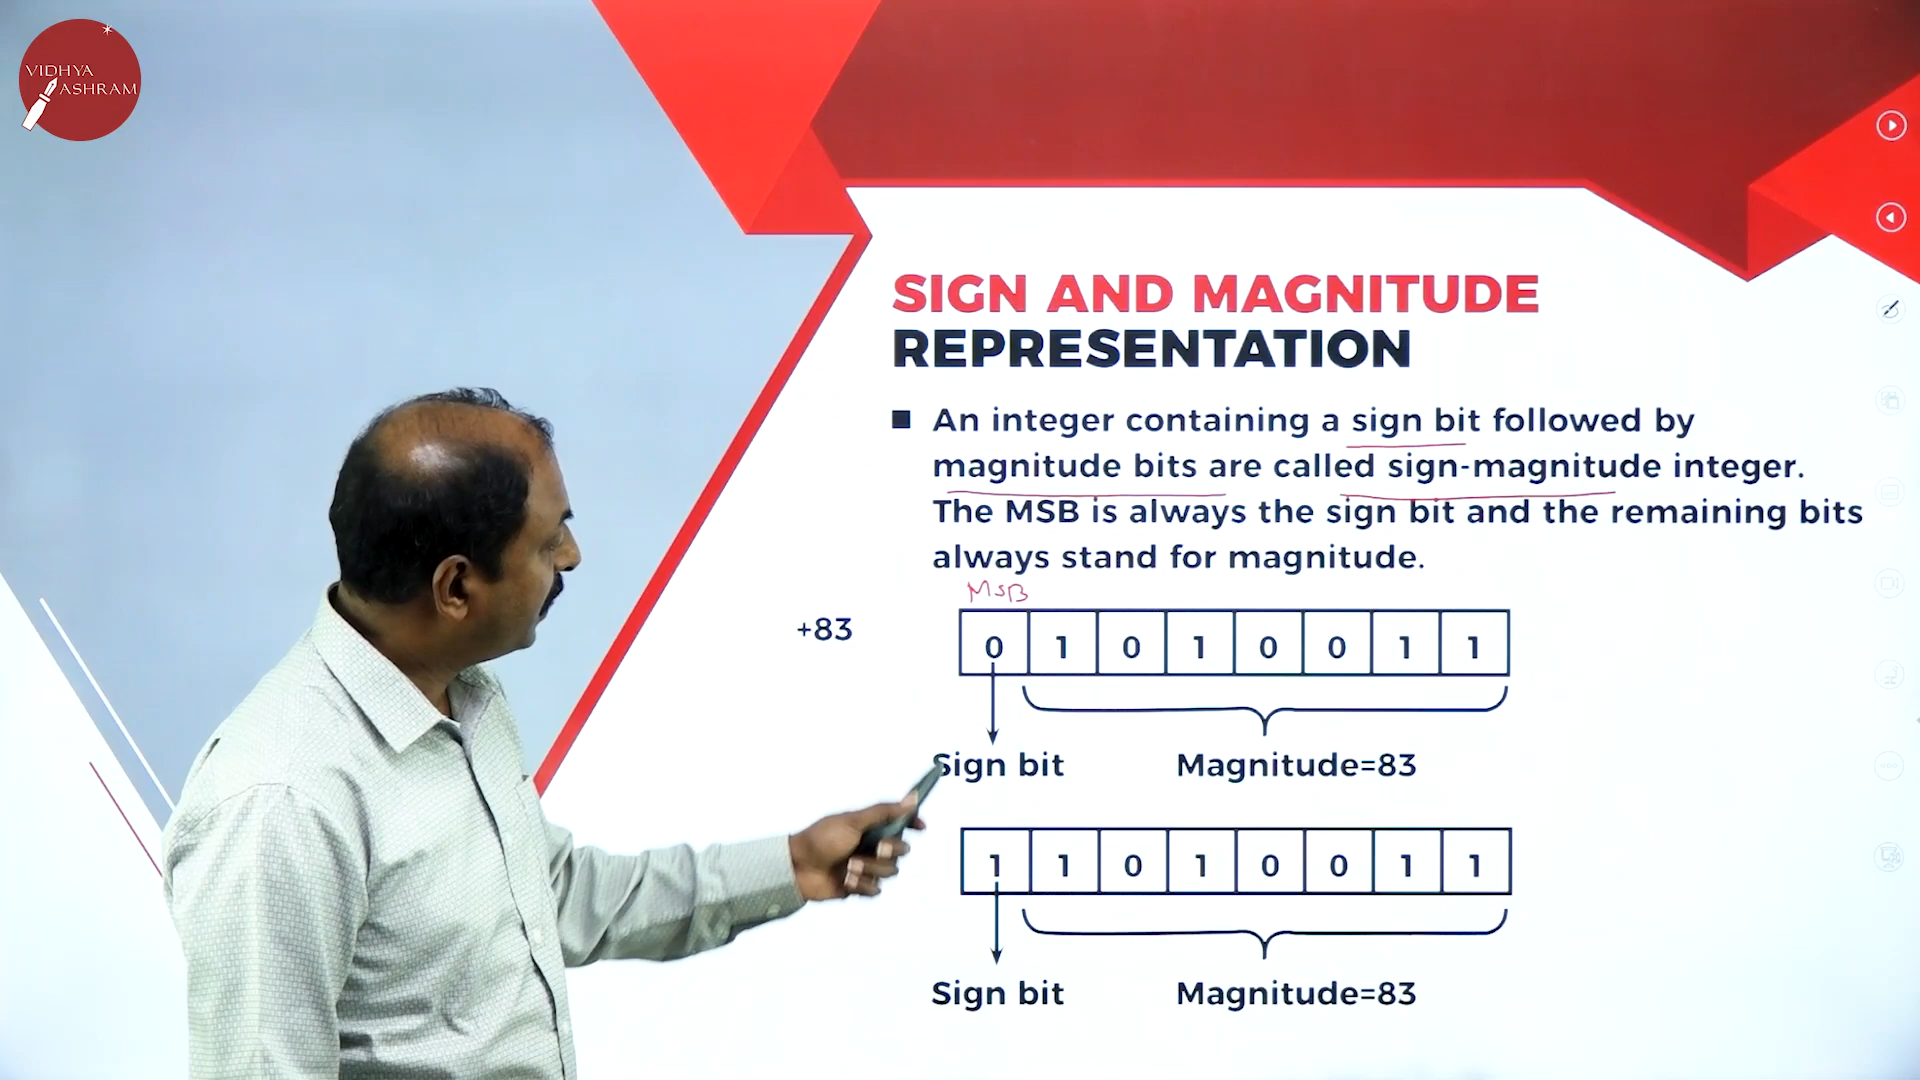 VIDHYA
ASHRAM
SIGN AND MAGNITUDE
REPRESENTATION
■ An integer containing a sign bit followed by
magnitude bits are called sign-magnitude integer.
The MSB is always the sign bit and the remaining bits
always stand for magnitude.
MSB
+83 0 1 0 1 0 0 1 1
Sign bit Magnitude=83
1 1 0 1 0 0 1 1
Sign bit Magnitude=83